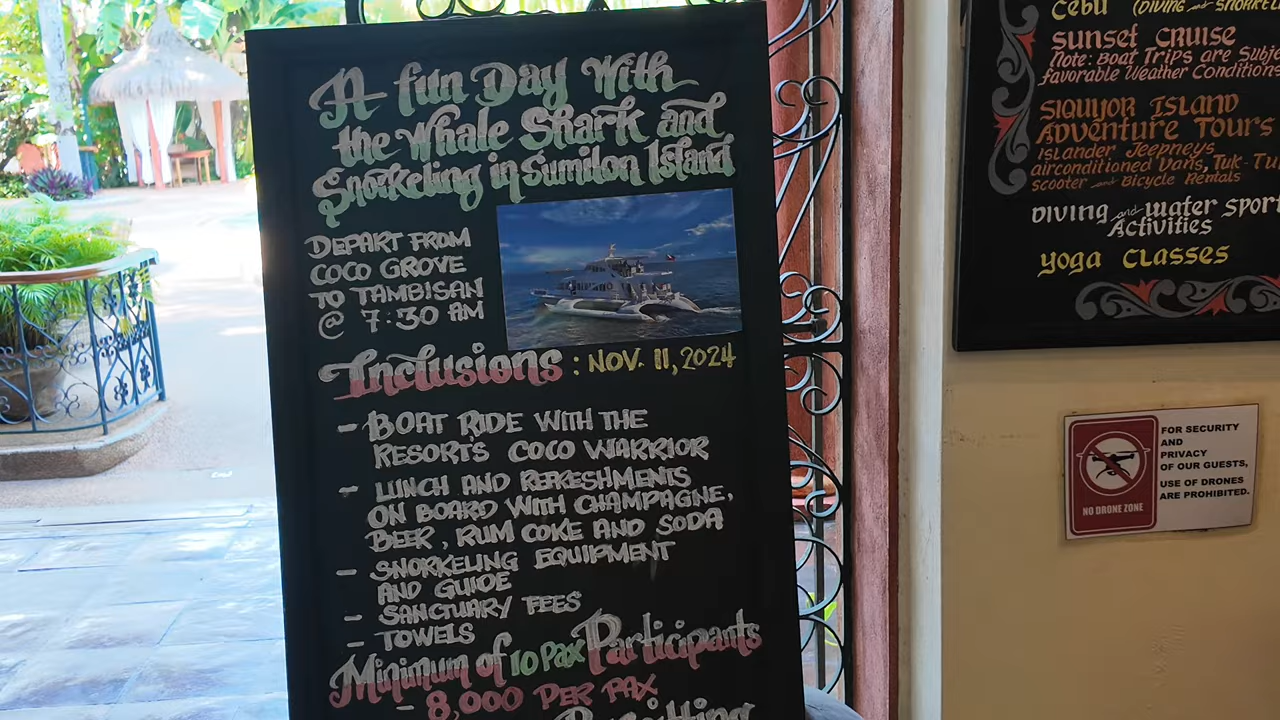 A fun Day With
the Whale Shark and
Snorkeling in Sumilon Island
DEPART FROM
COCO GROVE
TO TAMBISAN
@ 7:30 AM
Inclusions : NOV. 11, 2024
- BOAT RIDE WITH THE
RESORT'S COCO WARRIOR
- LUNCH AND REFRESHMENTS
ON BOARD WITH CHAMPAGNE,
BEER, RUM COKE AND SODA
- SNORKELING EQUIPMENT
AND GUIDE
- SANCTUARY FEES
- TOWELS
Minimum of 10 PAX Participants
- 8,000 PER PAX
CEBU (DIVING and SNORKELI
SUNSET CRUISE
Note: Boat Trips are Subje
favorable Weather Conditions
SIQUIJOR ISLAND
ADVENTURE TOURS
Islander Jeepneys
airconditioned Vans, Tuk-Tu
scooter and Bicycle Rentals
DIVING and water sport
Activities
yoga CLASSES
FOR SECURITY
AND
PRIVACY
OF OUR GUESTS,
USE OF DRONES
ARE PROHIBITED.
NO DRONE ZONE